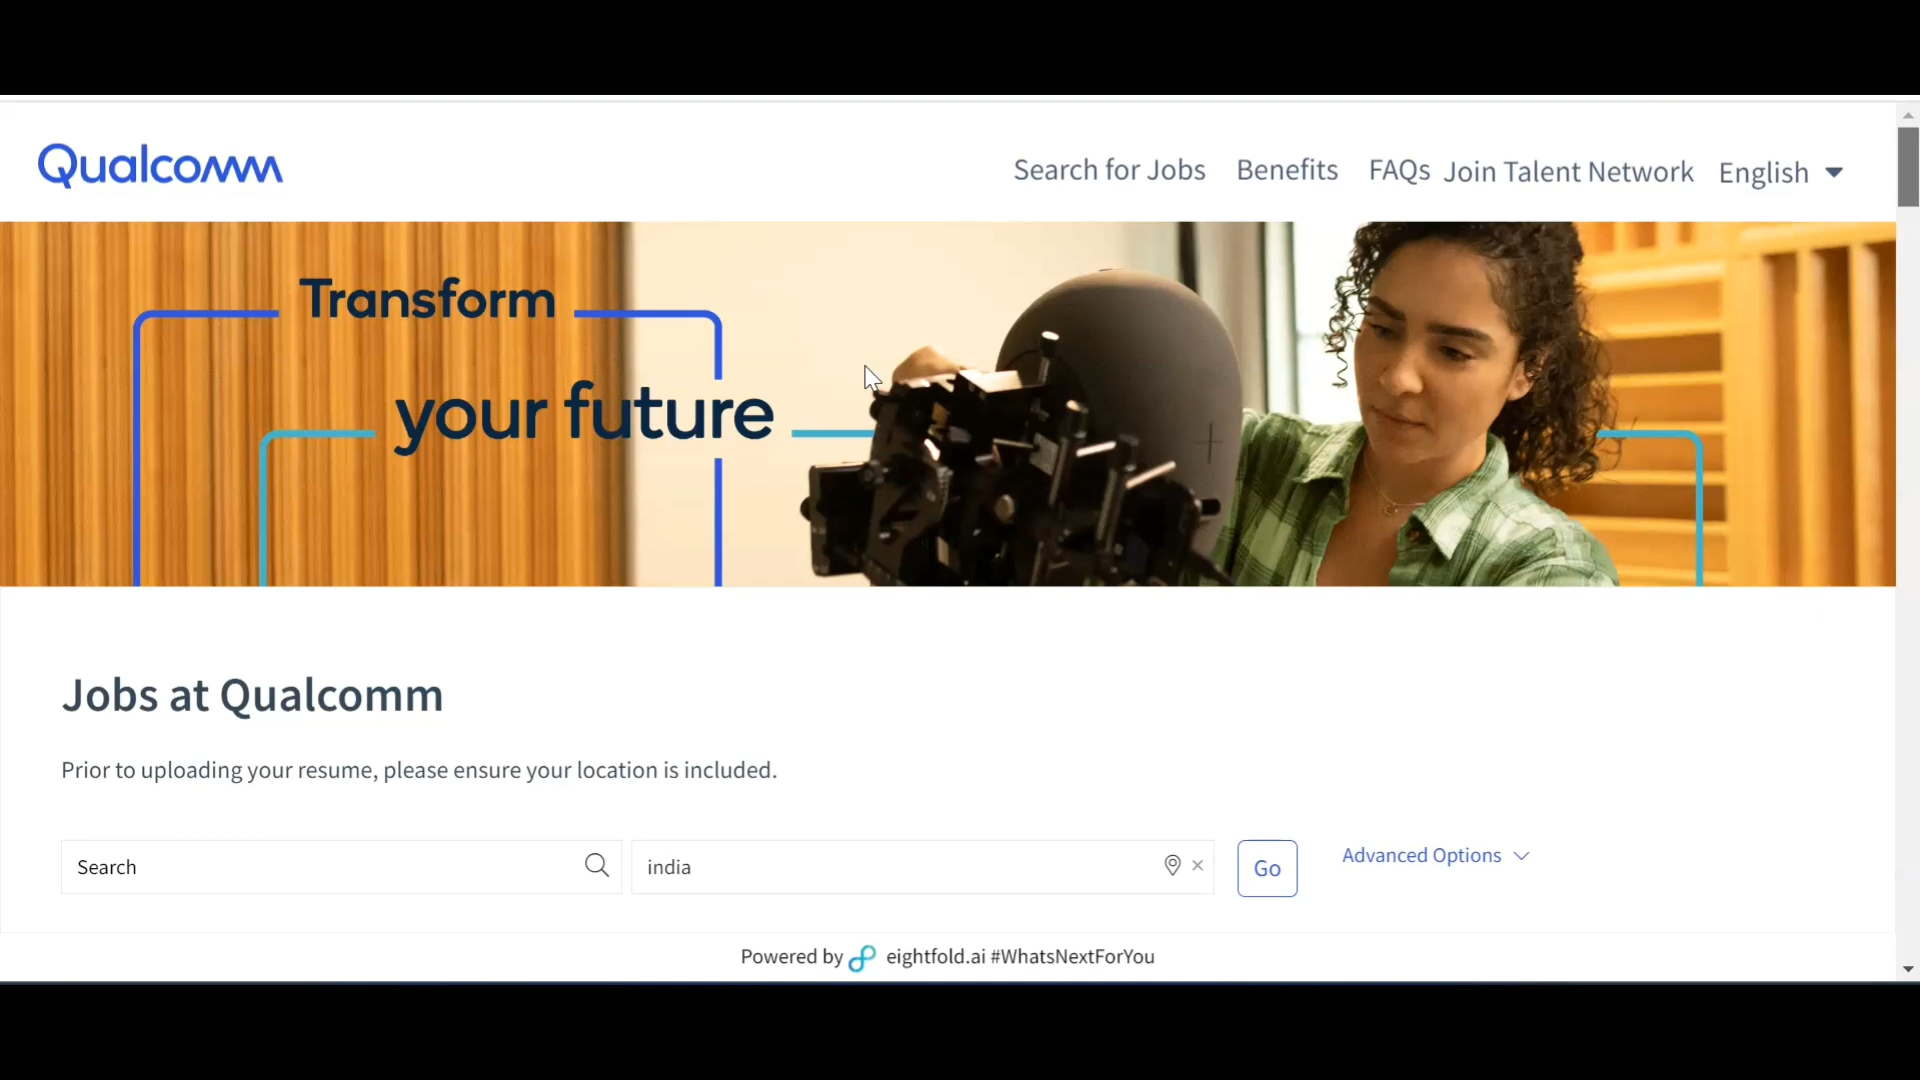 Qualcomm
Search for Jobs Benefits FAQs Join Talent Network English
Transform
your future
Jobs at Qualcomm
Prior to uploading your resume, please ensure your location is included.
Search india Go Advanced Options
Powered by eightfold.ai #WhatsNextForYou